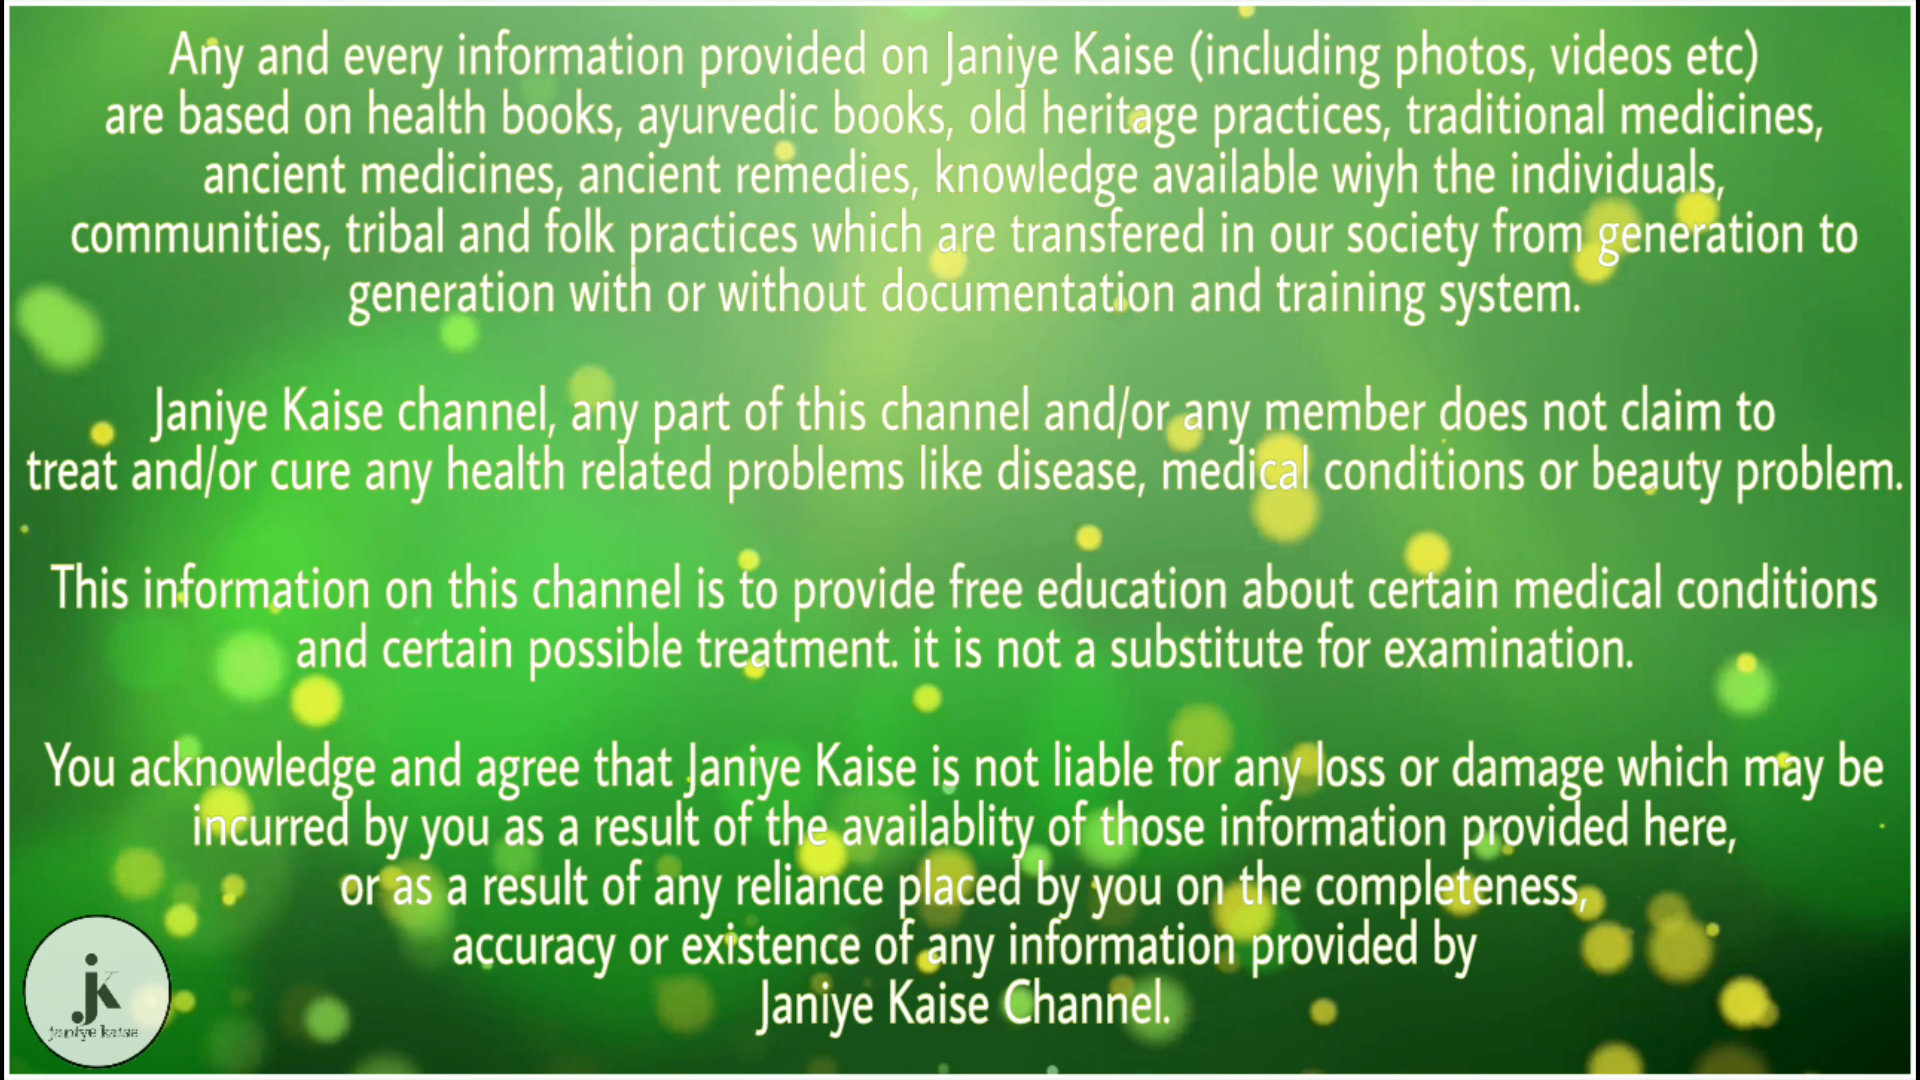 Any and every information provided on Janiye Kaise (including photos, videos etc)
are based on health books, ayurvedic books, old heritage practices, traditional medicines,
ancient medicines, ancient remedies, knowledge available wiyh the individuals,
communities, tribal and folk practices which are transfered in our society from generation to
generation with or without documentation and training system.
Janiye Kaise channel, any part of this channel and/or any member does not claim to
treat and/or cure any health related problems like disease, medical conditions or beauty problem.
This information on this channel is to provide free education about certain medical conditions
and certain possible treatment. it is not a substitute for examination.
You acknowledge and agree that Janiye Kaise is not liable for any loss or damage which may be
incurred by you as a result of the availablity of those information provided here,
or as a result of any reliance placed by you on the completeness,
accuracy or existence of any information provided by
Janiye Kaise Channel.
jk
janiye kaise